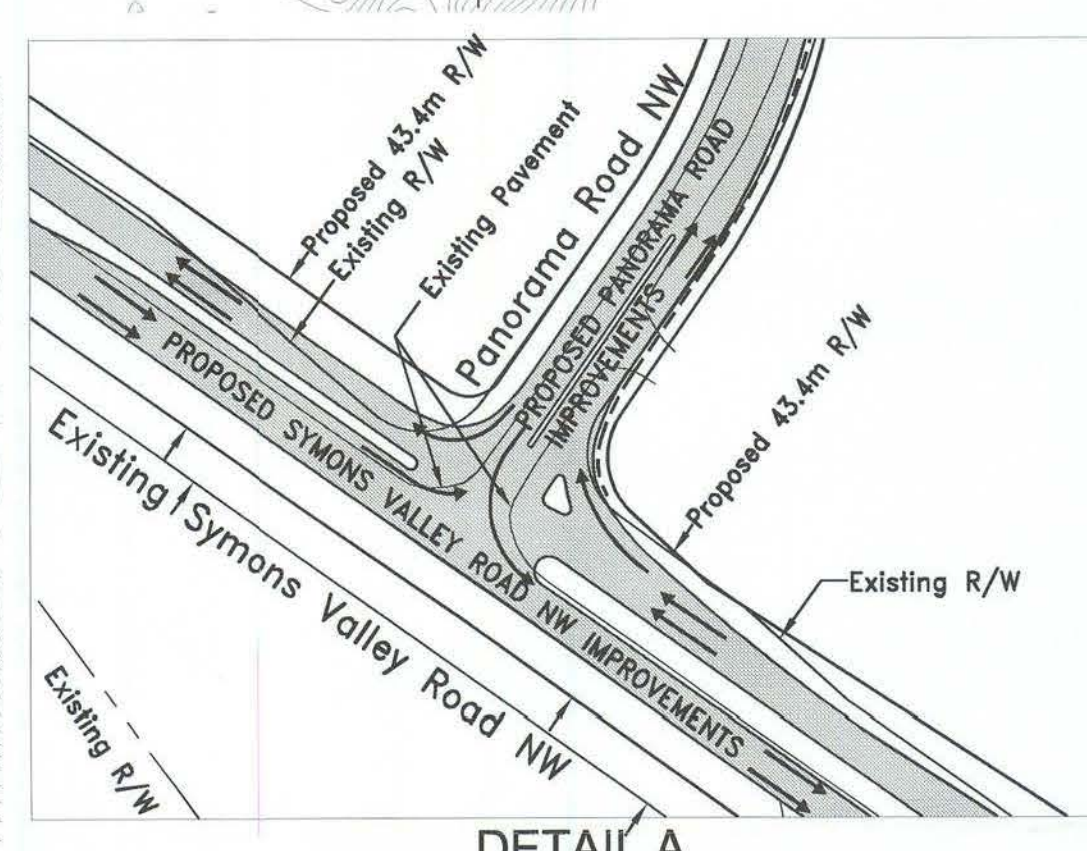 Proposed 43.4m R/W
Existing R/W
Existing Pavement
Panorama Road NW
PROPOSED PANORAMA ROAD
IMPROVEMENTS
PROPOSED SYMONS VALLEY ROAD NW IMPROVEMENTS
Proposed 43.4m R/W
Existing R/W
Existing Symons Valley Road NW
Existing R/W
DETAIL A